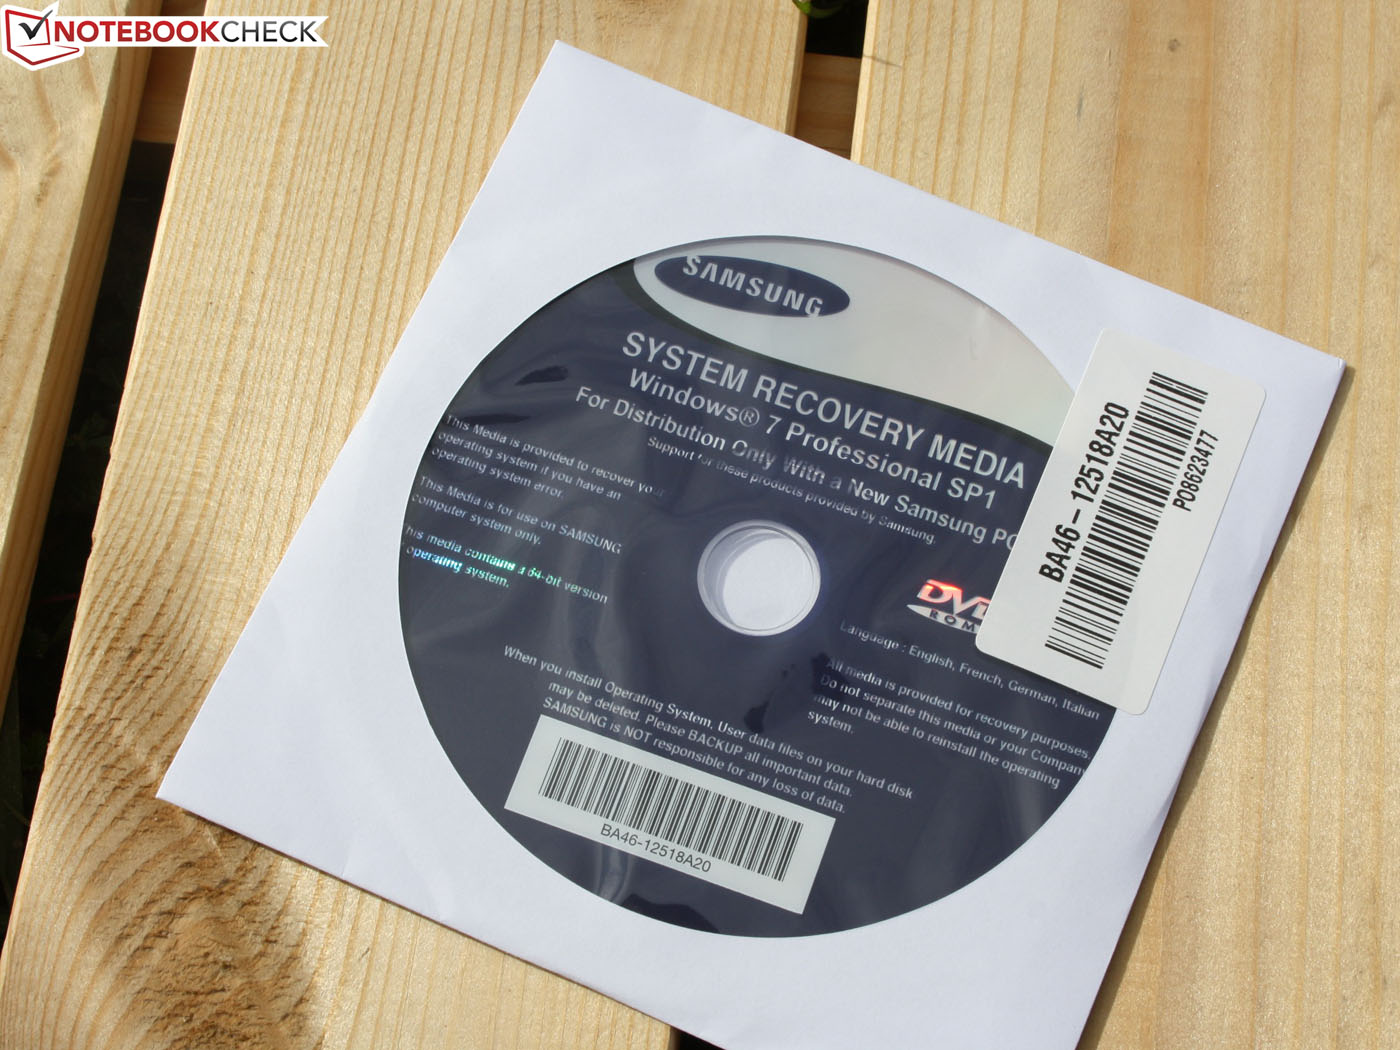 NOTEBOOKCHECK
SAMSUNG
SYSTEM RECOVERY MEDIA
Windows® 7 Professional SP1
For Distribution Only With a New Samsung PC
Support for these products provided by Samsung.
This Media is provided to recover your
operating system if you have an
operating system error.
This Media is for use on SAMSUNG
computer system only.
This media contains a 64-bit version
operating system.
BA46-12518A20
P08623477
DVD
ROM
Language : English, French, German, Italian
All media is provided for recovery purposes.
Do not separate this media or your Company
may not be able to reinstall the operating
system.
When you install Operating System, User data files on your hard disk
may be deleted. Please BACKUP all important data.
SAMSUNG is NOT responsible for any loss of data.
BA46-12518A20